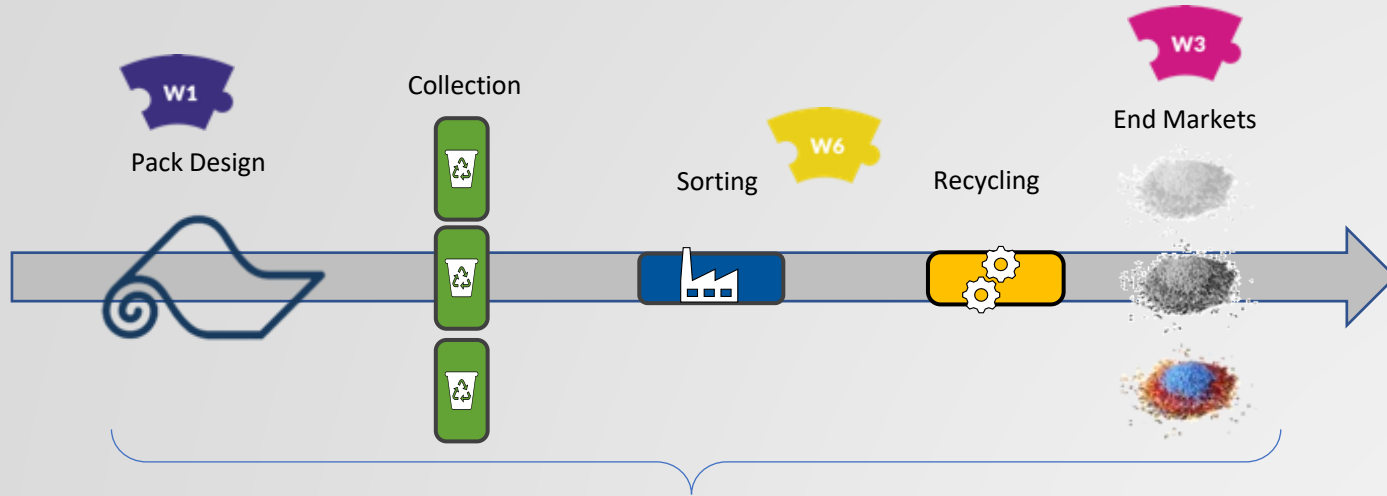 W1
Pack Design
Collection
Sorting
W6
Recycling
W3
End Markets